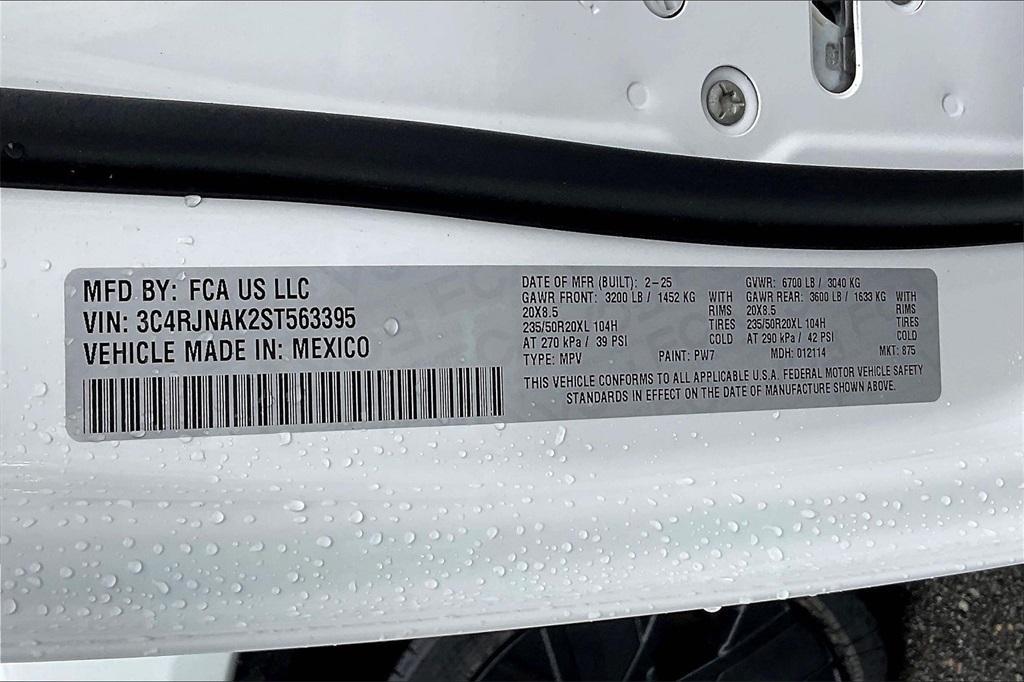 MFD BY: FCA US LLC
VIN: 3C4RJNAK2ST563395
VEHICLE MADE IN: MEXICO
DATE OF MFR (BUILT): 2-25 GVWR: 6700 LB / 3040 KG
GAWR FRONT: 3200 LB / 1452 KG WITH GAWR REAR: 3600 LB / 1633 KG WITH
20X8.5 RIMS 20X8.5 RIMS
235/50R20XL 104H TIRES 235/50R20XL 104H TIRES
AT 270 kPa / 39 PSI COLD AT 290 kPa / 42 PSI COLD
TYPE: MPV PAINT: PW7 MDH: 012114 MKT: 875
THIS VEHICLE CONFORMS TO ALL APPLICABLE U.S.A. FEDERAL MOTOR VEHICLE SAFETY
STANDARDS IN EFFECT ON THE DATE OF MANUFACTURE SHOWN ABOVE.